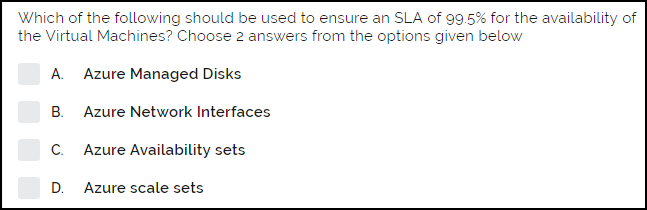 Which of the following should be used to ensure an SLA of 99.5% for the availability of
the Virtual Machines? Choose 2 answers from the options given below
A. Azure Managed Disks
B. Azure Network Interfaces
C. Azure Availability sets
D. Azure scale sets